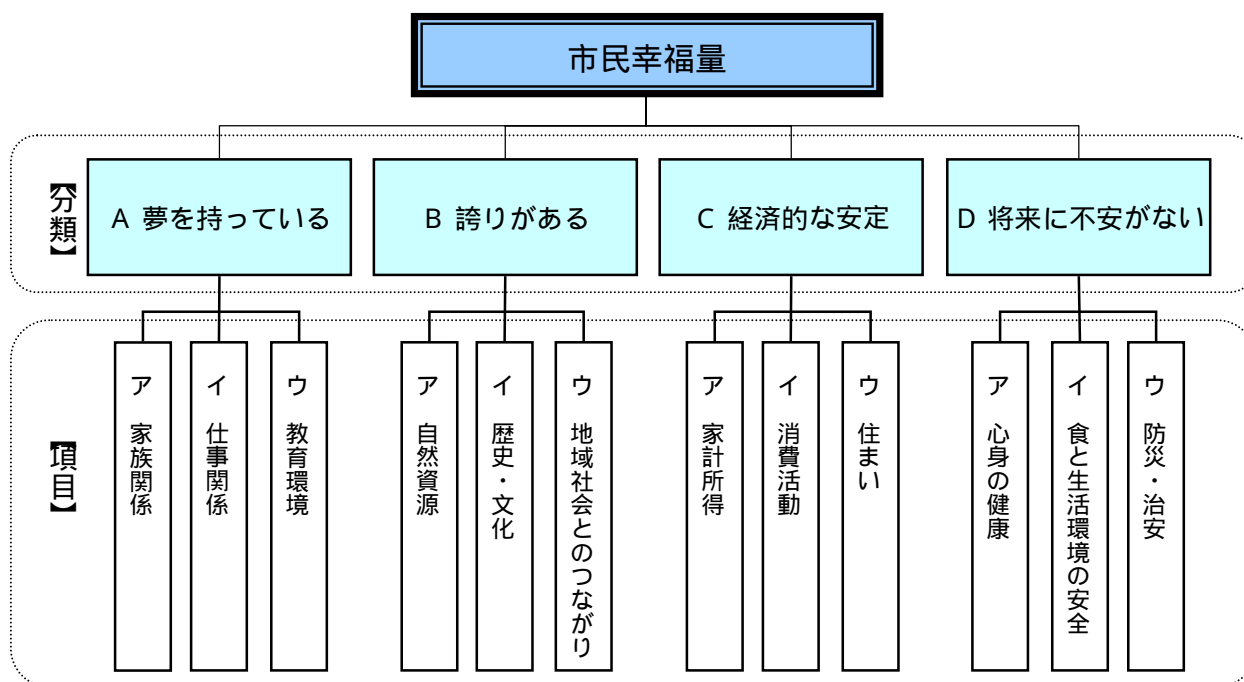 市民幸福量
【分類】
A 夢を持っている
B 誇りがある
C 経済的な安定
D 将来に不安がない
【項目】
ア 家族関係
イ 仕事関係
ウ 教育環境
ア 自然資源
イ 歴史・文化
ウ 地域社会とのつながり
ア 家計所得
イ 消費活動
ウ 住まい
ア 心身の健康
イ 食と生活環境の安全
ウ 防災・治安